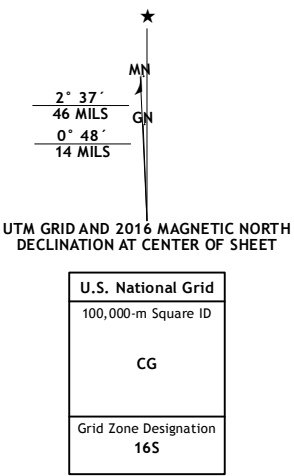 ★
MN
2° 37´
46 MILS
GN
0° 48´
14 MILS
UTM GRID AND 2016 MAGNETIC NORTH
DECLINATION AT CENTER OF SHEET
U.S. National Grid
100,000-m Square ID
CG
Grid Zone Designation
16S